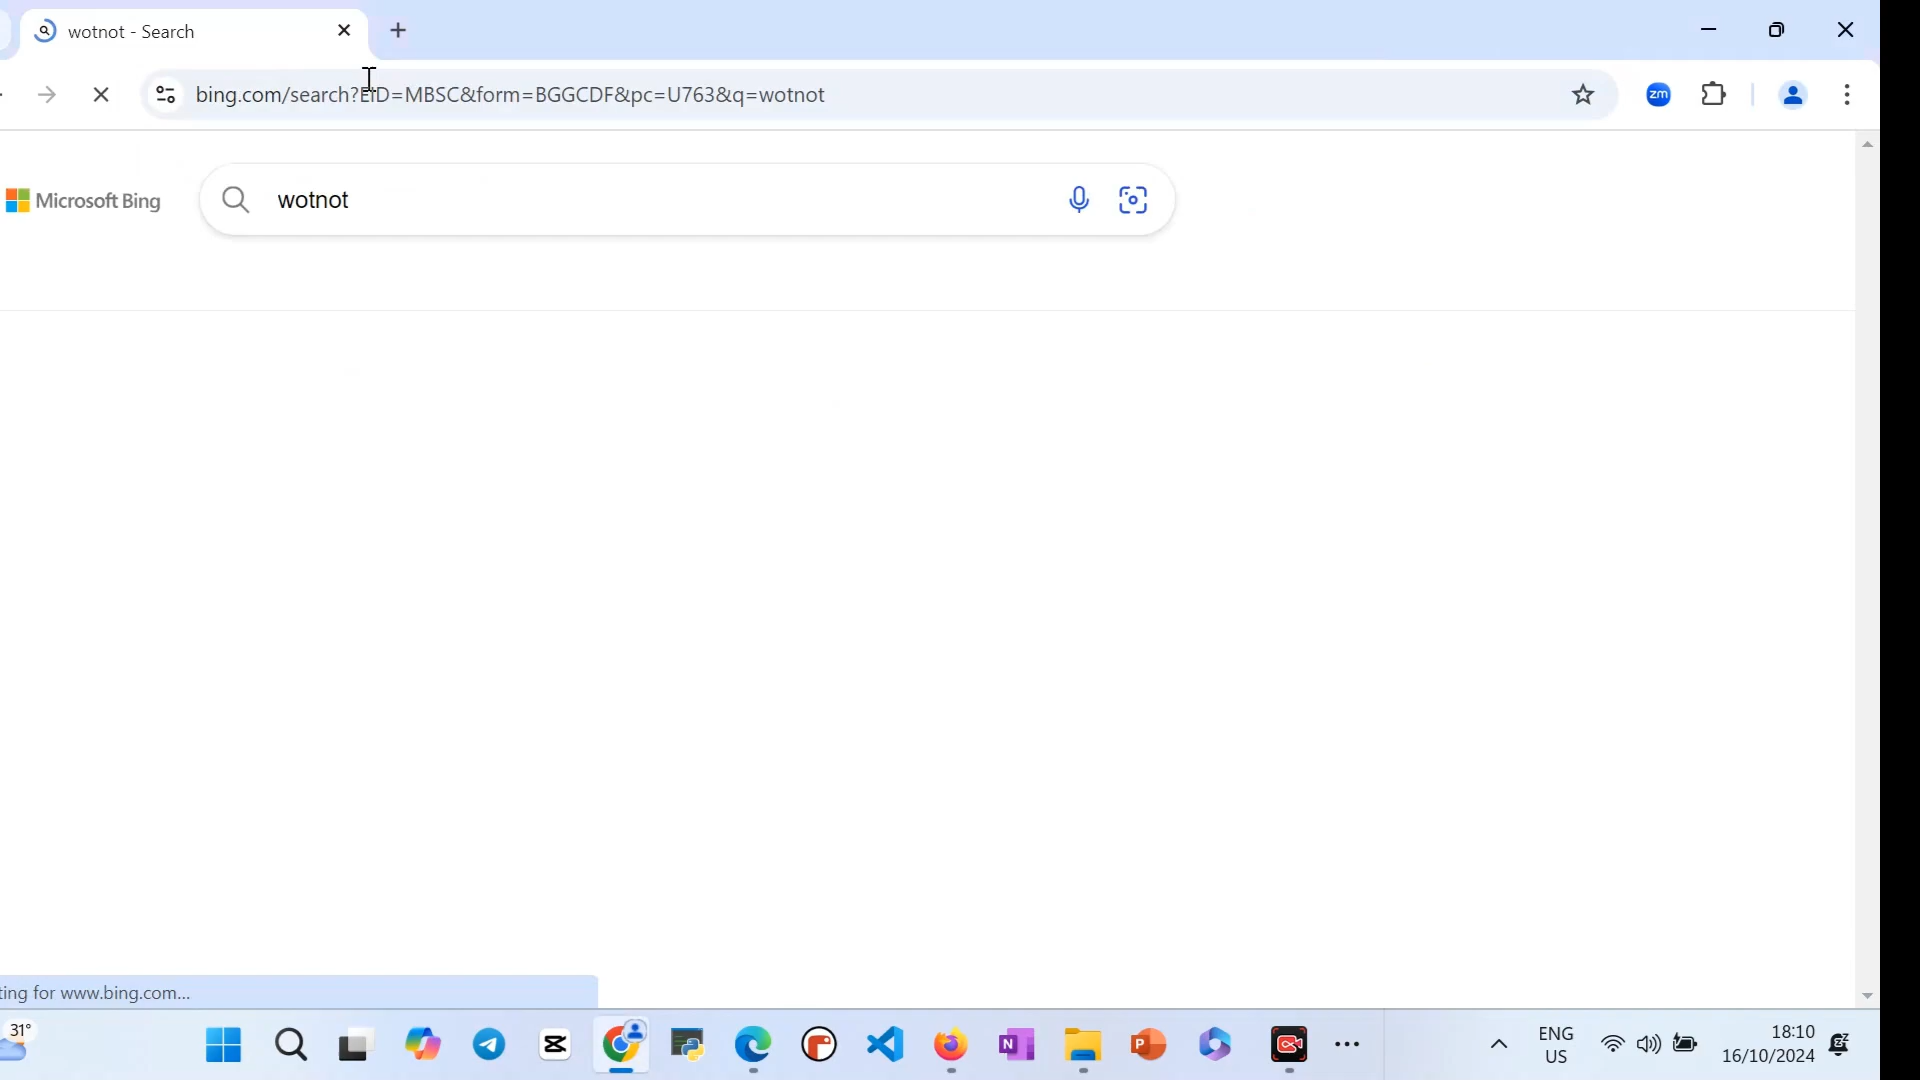 wotnot - Search
bing.com/search?EID=MBSC&form=BGGCDF&pc=U763&q=wotnot
zm
Microsoft Bing
wotnot
ting for www.bing.com...
31°
N
P
ENG
US
18:10
16/10/2024